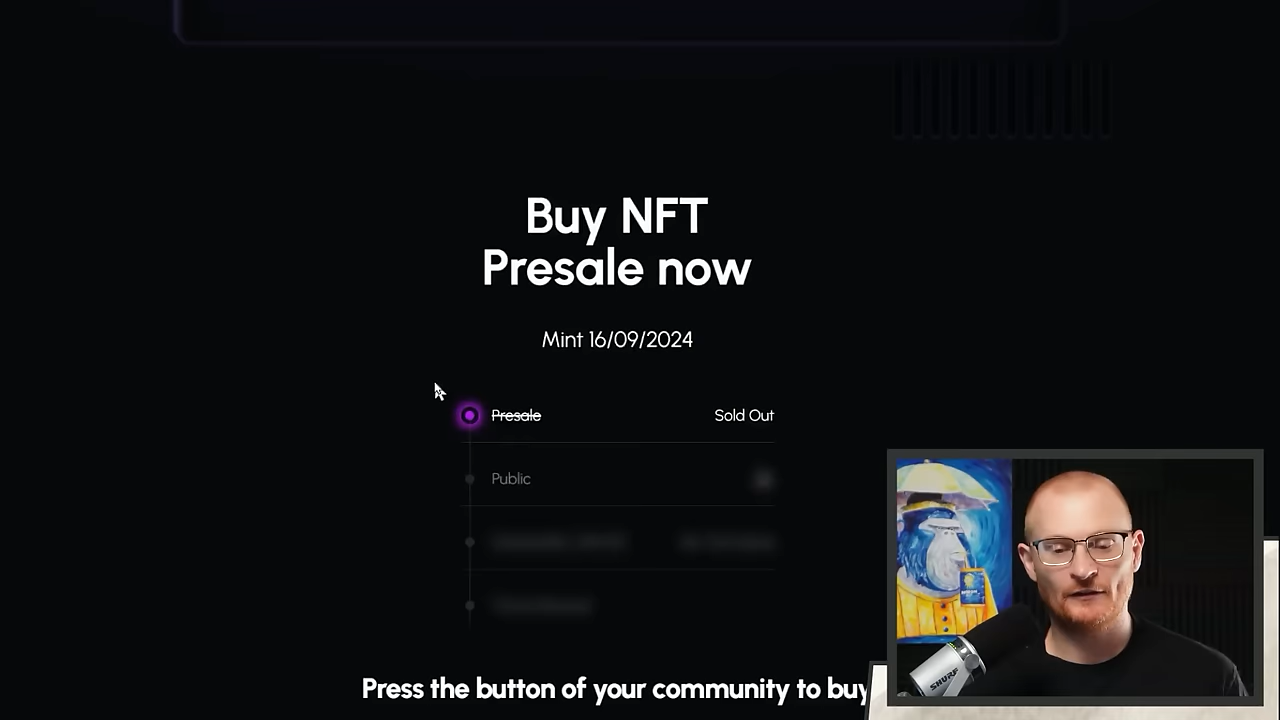 Buy NFT
Presale now
Mint 16/09/2024
Presale Sold Out
Public
Press the button of your community to buy
SHURE